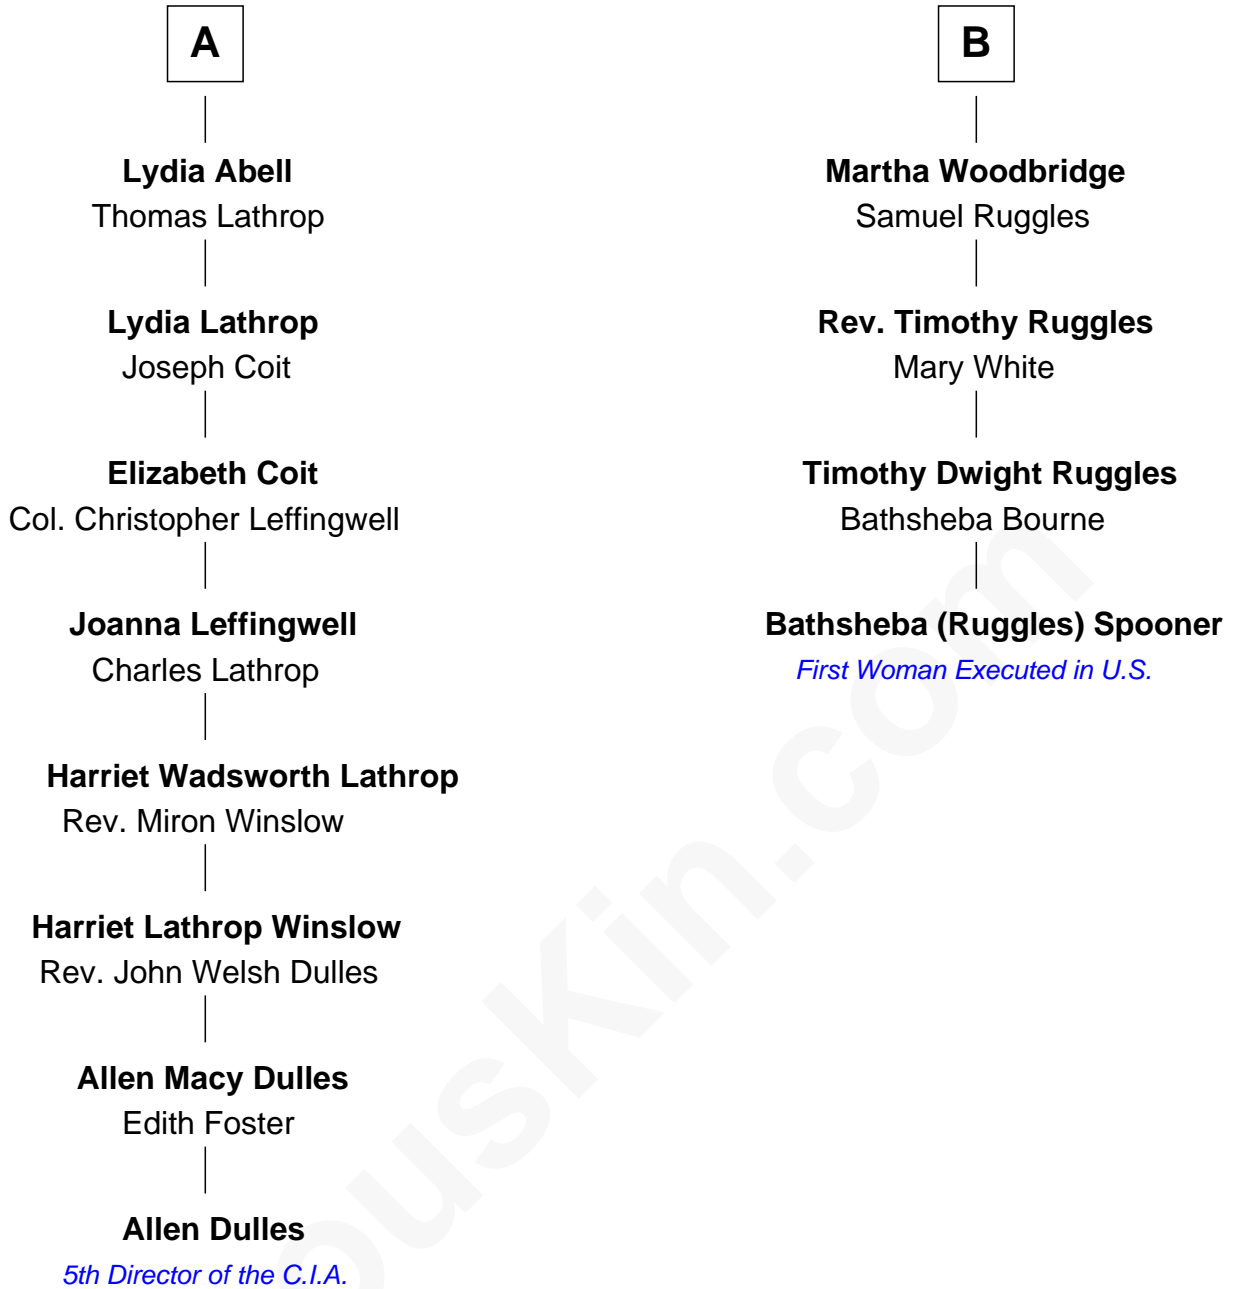 A
Lydia Abell
Thomas Lathrop
Lydia Lathrop
Joseph Coit
Elizabeth Coit
Col. Christopher Leffingwell
Joanna Leffingwell
Charles Lathrop
Harriet Wadsworth Lathrop
Rev. Miron Winslow
Harriet Lathrop Winslow
Rev. John Welsh Dulles
Allen Macy Dulles
Edith Foster
Allen Dulles
5th Director of the C.I.A.
B
Martha Woodbridge
Samuel Ruggles
Rev. Timothy Ruggles
Mary White
Timothy Dwight Ruggles
Bathsheba Bourne
Bathsheba (Ruggles) Spooner
First Woman Executed in U.S.
ousKin.com